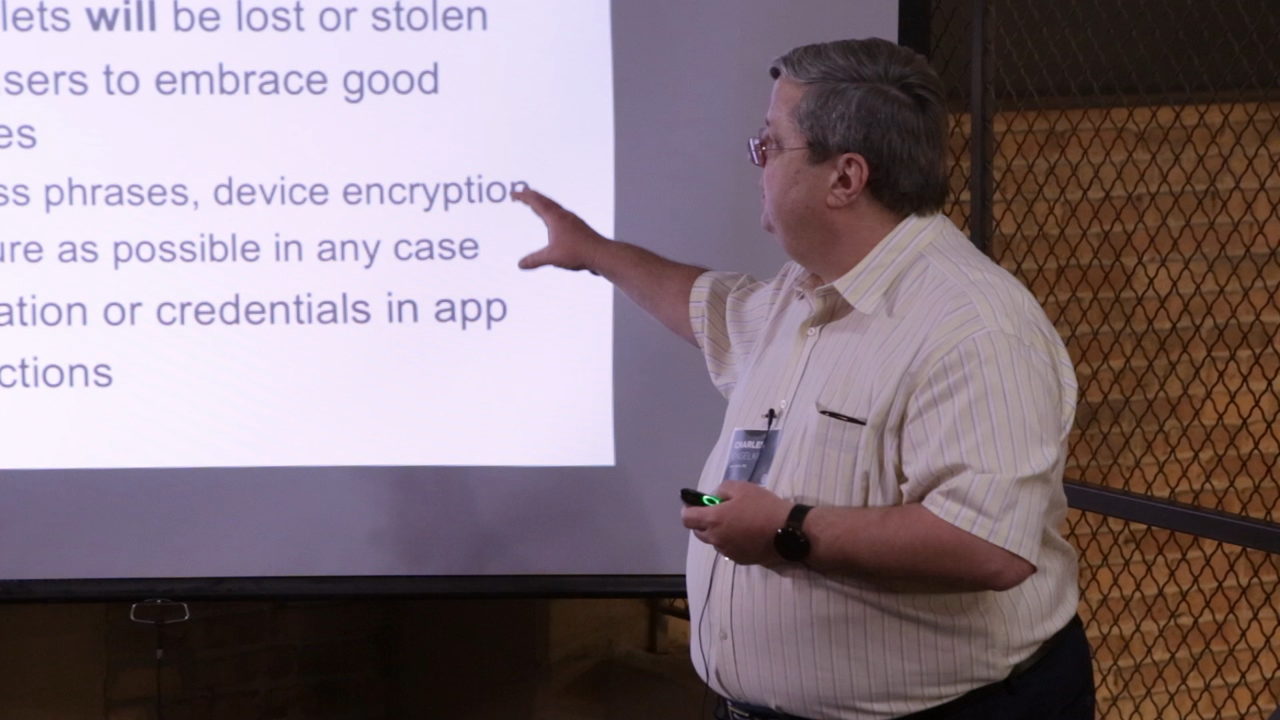 lets will be lost or stolen
sers to embrace good
es
ss phrases, device encryption
ure as possible in any case
ation or credentials in app
ctions
CHARLES